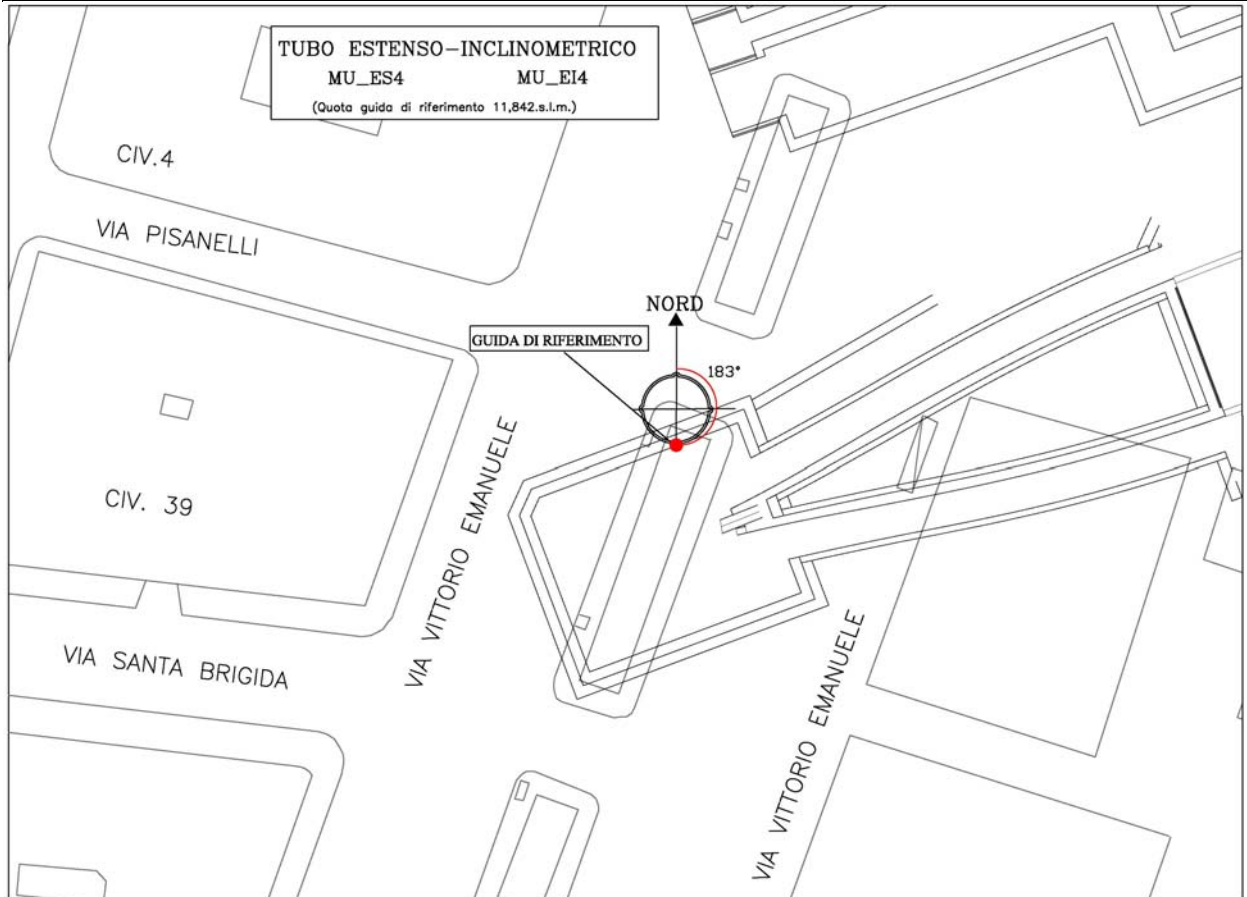 TUBO ESTENSO-INCLINOMETRICO
MU_ES4 MU_EI4
(Quota guida di riferimento 11,842.s.l.m.)
CIV.4
VIA PISANELLI
NORD
GUIDA DI RIFERIMENTO
183°
CIV. 39
VIA VITTORIO EMANUELE
VIA SANTA BRIGIDA
VIA VITTORIO EMANUELE